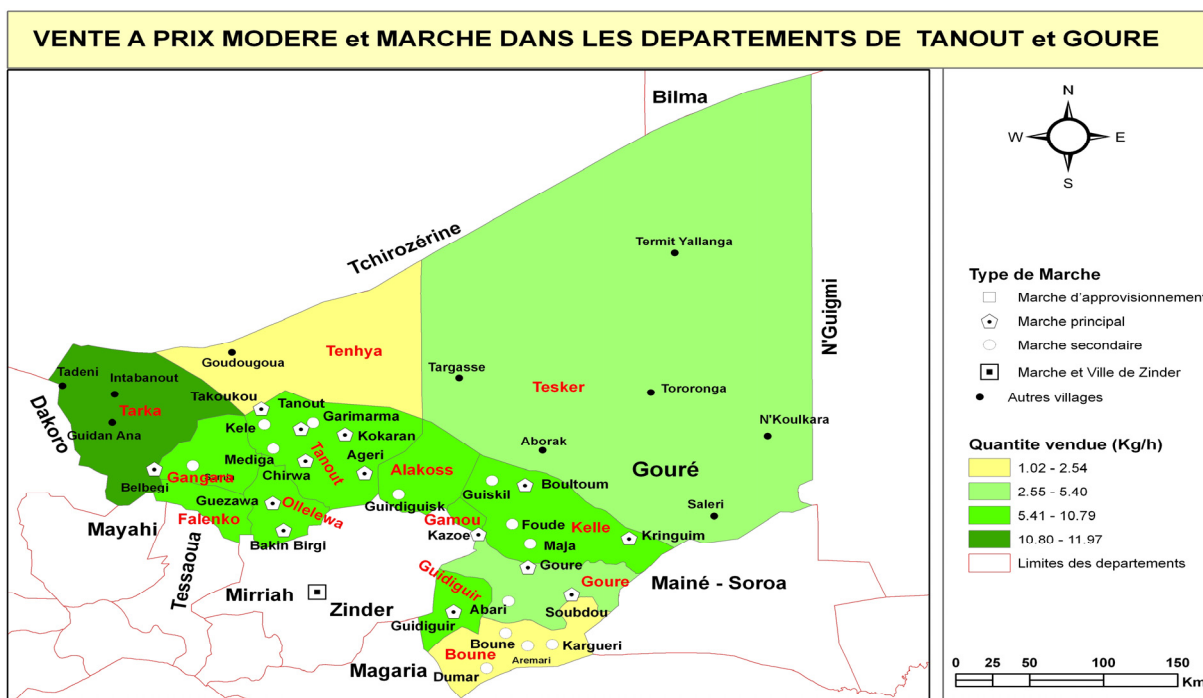 VENTE A PRIX MODERE et MARCHE DANS LES DEPARTEMENTS DE TANOUT et GOURE
Bilma
Tchirozérine
N'Guigmi
Dakoro
Termit Yallanga
Goudougoua
Tenhya
Tadeni
Intabanout
Takoukou
Tarka
Guidan Ana
Targasse
Tesker
Tororonga
N'Koulkara
Tanout
Garimarma
Kele
Kokaran
Tanout
Mediga
Ageri
Chirwa
Alakoss
Aborak
Gouré
Belbegi
Gangara
Guezawa
Ollelewa
Guirdiguisk
Guiskil
Boultoum
Saleri
Mayahi
Falenko
Bakin Birgi
Gamou
Kazoe
Foude
Kelle
Maja
Kringuim
Tessaoua
Goure
Goure
Mainé - Soroa
Mirriah
Zinder
Guidiguir
Abari
Soubdou
Guidiguir
Boune
Kargueri
Boune
Aremari
Magaria
Dumar
N
W
E
S
Type de Marche
Marche d'approvisionnement
Marche principal
Marche secondaire
Marche et Ville de Zinder
Autres villages
Quantite vendue (Kg/h)
1.02 - 2.54
2.55 - 5.40
5.41 - 10.79
10.80 - 11.97
Limites des departements
0 25 50 100 150
Km